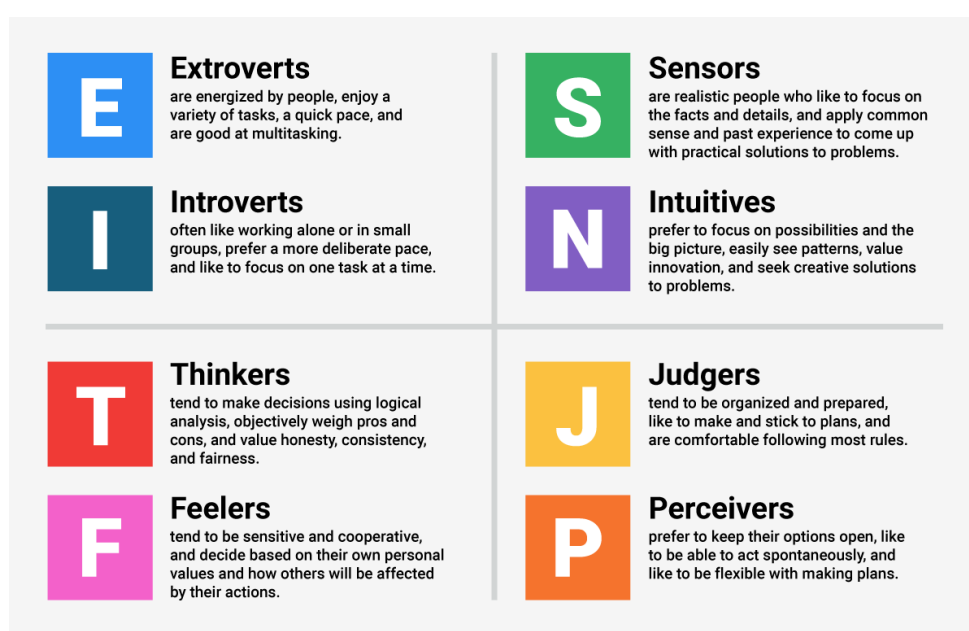 E
Extroverts
are energized by people, enjoy a
variety of tasks, a quick pace, and
are good at multitasking.
I
Introverts
often like working alone or in small
groups, prefer a more deliberate pace,
and like to focus on one task at a time.
S
Sensors
are realistic people who like to focus on
the facts and details, and apply common
sense and past experience to come up
with practical solutions to problems.
N
Intuitives
prefer to focus on possibilities and the
big picture, easily see patterns, value
innovation, and seek creative solutions
to problems.
T
Thinkers
tend to make decisions using logical
analysis, objectively weigh pros and
cons, and value honesty, consistency,
and fairness.
F
Feelers
tend to be sensitive and cooperative,
and decide based on their own personal
values and how others will be affected
by their actions.
J
Judgers
tend to be organized and prepared,
like to make and stick to plans, and
are comfortable following most rules.
P
Perceivers
prefer to keep their options open, like
to be able to act spontaneously, and
like to be flexible with making plans.